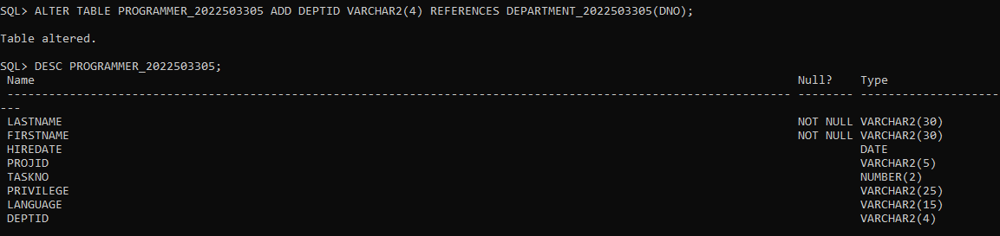 SQL> ALTER TABLE PROGRAMMER_2022503305 ADD DEPTID VARCHAR2(4) REFERENCES DEPARTMENT_2022503305(DNO);
Table altered.
SQL> DESC PROGRAMMER_2022503305;
Name Null? Type
----------------------------------------------------------------------------------------------------------------- -------- --------------------
---
LASTNAME NOT NULL VARCHAR2(30)
FIRSTNAME NOT NULL VARCHAR2(30)
HIREDATE DATE
PROJID VARCHAR2(5)
TASKNO NUMBER(2)
PRIVILEGE VARCHAR2(25)
LANGUAGE VARCHAR2(15)
DEPTID VARCHAR2(4)